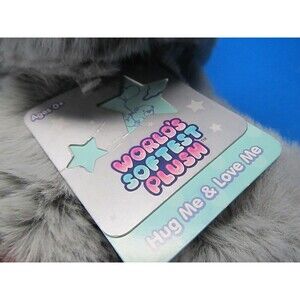 Ages 0+
WORLD'S
SOFTEST
PLUSH
Hug Me & Love Me